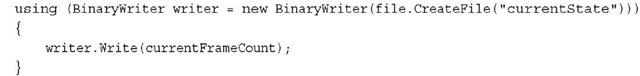 using (BinaryWriter writer = new BinaryWriter(file.CreateFile("currentState")))
{
    writer.Write(currentFrameCount);
}